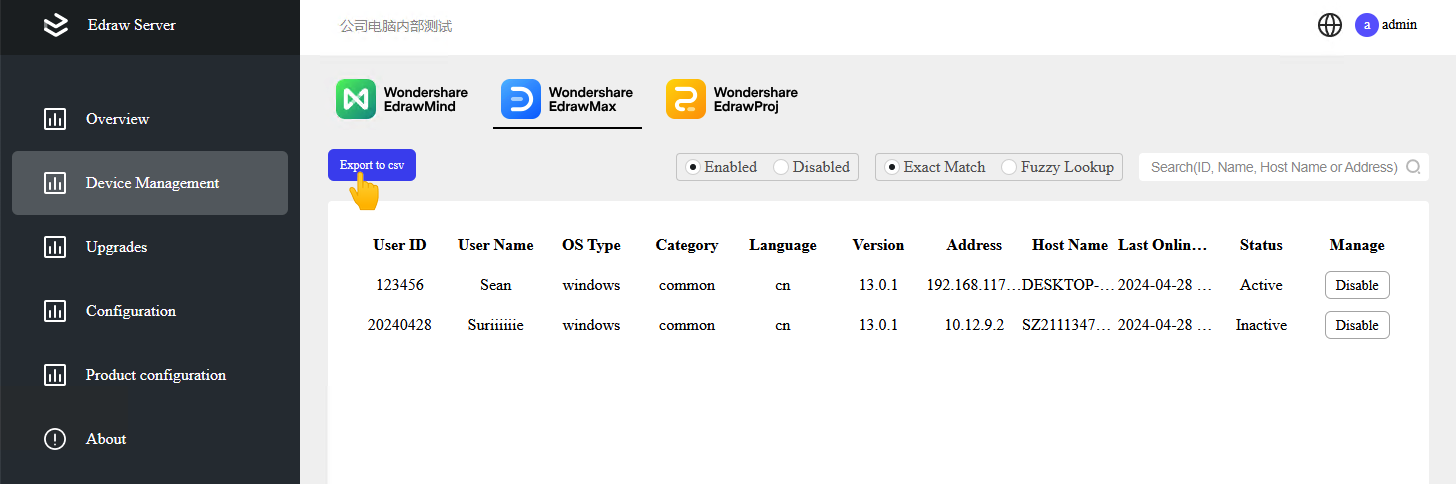 Edraw Server
公司电脑内部测试
a admin
Overview
Device Management
Upgrades
Configuration
Product configuration
About
Wondershare EdrawMind
Wondershare EdrawMax
Wondershare EdrawProj
Export to csv
Enabled Disabled
Exact Match Fuzzy Lookup
Search(ID, Name, Host Name or Address)
User ID User Name OS Type Category Language Version Address Host Name Last Onlin… Status Manage
123456 Sean windows common cn 13.0.1 192.168.117… DESKTOP-… 2024-04-28 … Active Disable
20240428 Suriiiiiie windows common cn 13.0.1 10.12.9.2 SZ2111347… 2024-04-28 … Inactive Disable